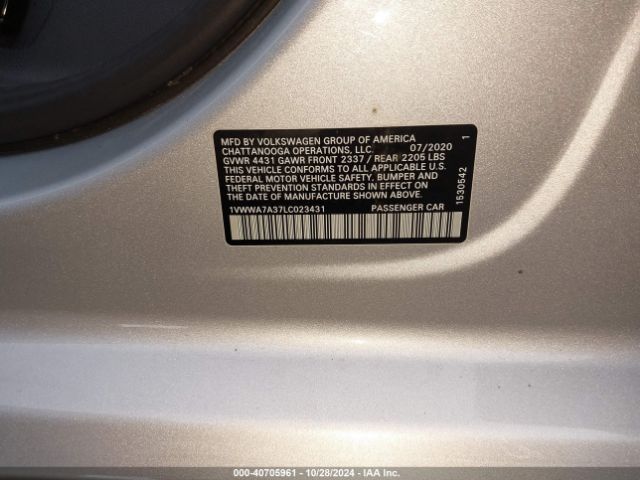 MFD BY VOLKSWAGEN GROUP OF AMERICA
CHATTANOOGA OPERATIONS, LLC. 07/2020
GVWR 4431 GAWR FRONT 2337 / REAR 2205 LBS
THIS VEHICLE CONFORMS TO ALL APPLICABLE U.S.
FEDERAL MOTOR VEHICLE SAFETY, BUMPER AND
THEFT PREVENTION STANDARDS IN EFFECT ON
THE DATE OF MANUFACTURE SHOWN ABOVE.
1VWWA7A37LC023431 PASSENGER CAR
1530542 1
000-40705961 | 10/28/2024 | IAA Inc.